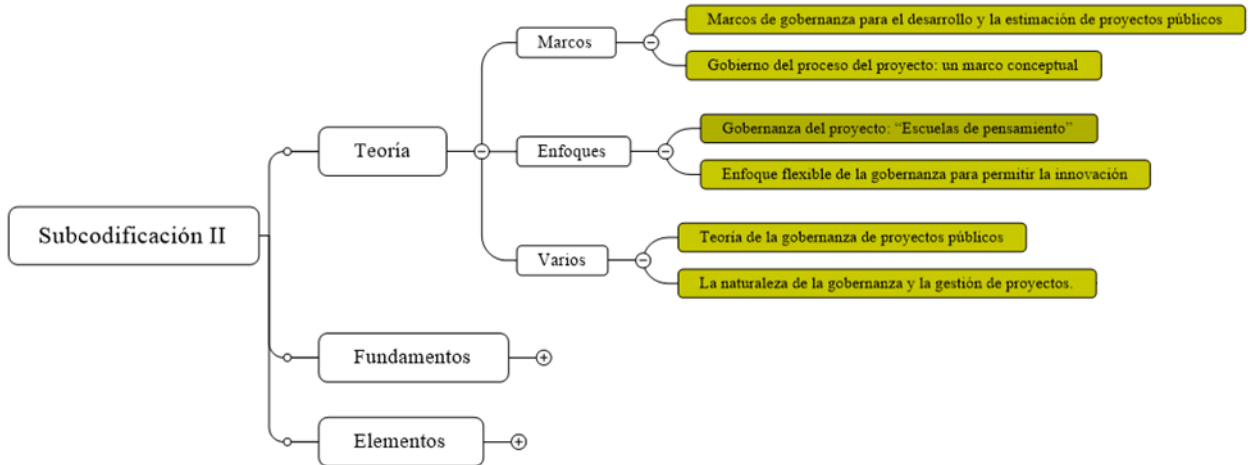 Subcodificación II
Teoría
Marcos
Marcos de gobernanza para el desarrollo y la estimación de proyectos públicos
Gobierno del proceso del proyecto: un marco conceptual
Enfoques
Gobernanza del proyecto: “Escuelas de pensamiento”
Enfoque flexible de la gobernanza para permitir la innovación
Varios
Teoría de la gobernanza de proyectos públicos
La naturaleza de la gobernanza y la gestión de proyectos.
Fundamentos
Elementos